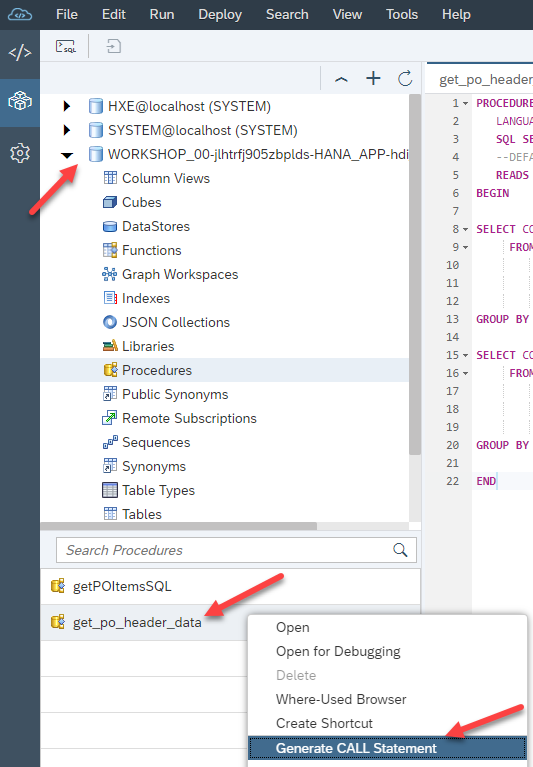 File Edit Run Deploy Search View Tools Help
SQL
HXE@localhost (SYSTEM)
SYSTEM@localhost (SYSTEM)
WORKSHOP_00-jlhtrfj905zbplds-HANA_APP-hdi
Column Views
Cubes
DataStores
Functions
Graph Workspaces
Indexes
JSON Collections
Libraries
Procedures
Public Synonyms
Remote Subscriptions
Sequences
Synonyms
Table Types
Tables
Search Procedures
getPOItemsSQL
get_po_header_data
Open
Open for Debugging
Delete
Where-Used Browser
Create Shortcut
Generate CALL Statement
get_po_header
1 PROCEDURE
2 LANGUA
3 SQL SE
4 --DEFA
5 READS
6 BEGIN
7
8 SELECT CO
9 FROM
10
11
12
13 GROUP BY
14
15 SELECT CO
16 FROM
17
18
19
20 GROUP BY
21
22 END